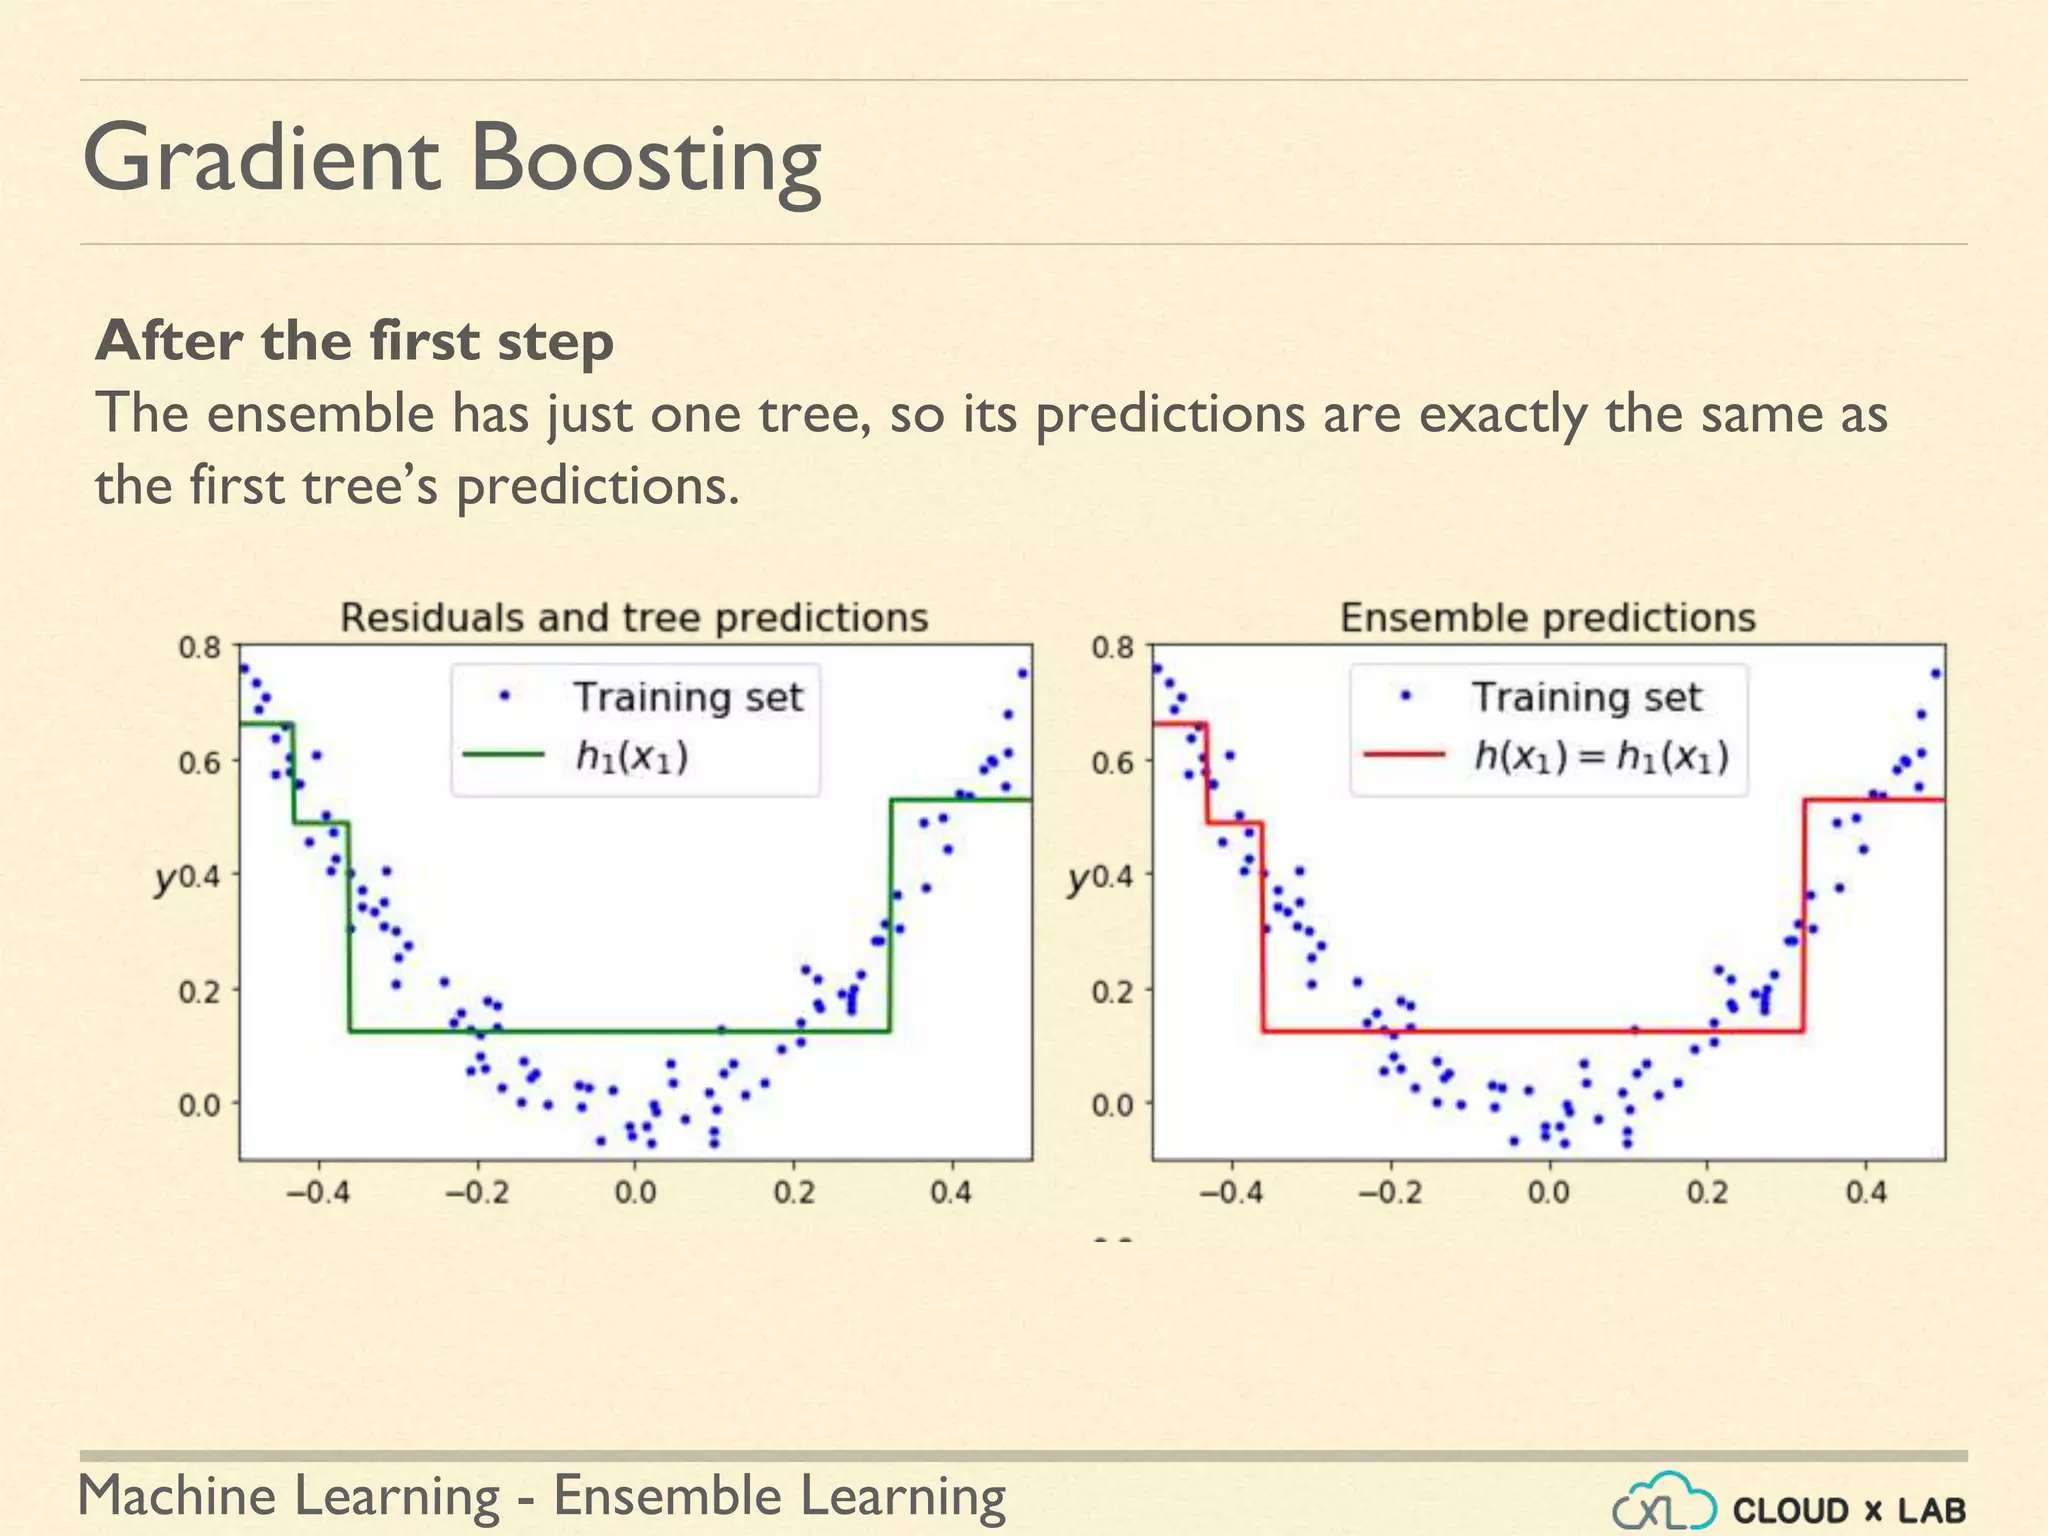 Gradient Boosting
After the first step
The ensemble has just one tree, so its predictions are exactly the same as
the first tree’s predictions.
Residuals and tree predictions
Training set
h₁(x₁)
0.8
0.6
y 0.4
0.2
0.0
−0.4 −0.2 0.0 0.2 0.4
Ensemble predictions
Training set
h(x₁) = h₁(x₁)
0.8
0.6
y 0.4
0.2
0.0
−0.4 −0.2 0.0 0.2 0.4
Machine Learning - Ensemble Learning
CXL CLOUD x LAB